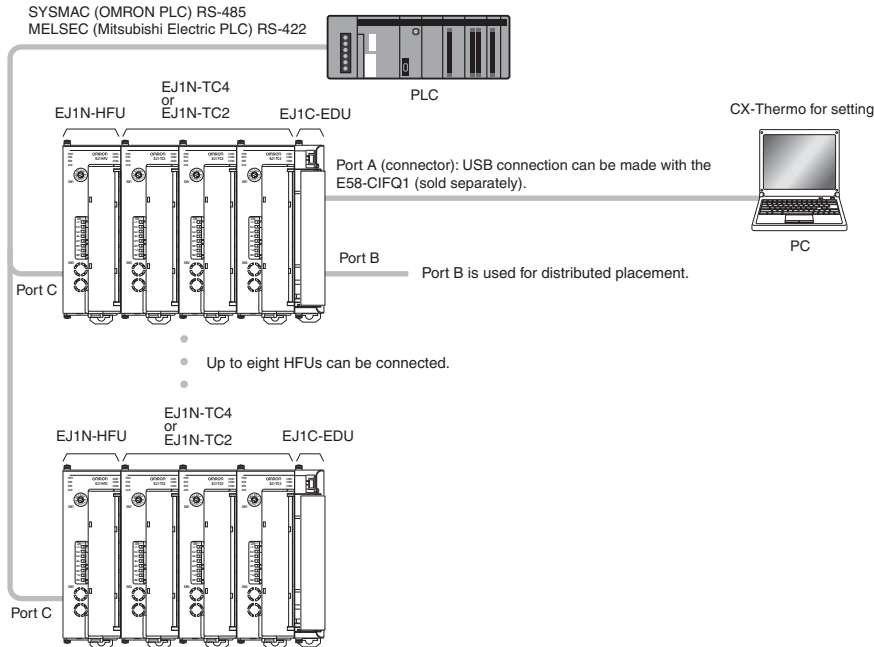 SYSMAC (OMRON PLC) RS-485
MELSEC (Mitsubishi Electric PLC) RS-422
PLC
EJ1N-HFU
EJ1N-TC4
or
EJ1N-TC2
EJ1C-EDU
CX-Thermo for setting
Port A (connector): USB connection can be made with the
E58-CIFQ1 (sold separately).
PC
Port B
Port B is used for distributed placement.
Port C
Up to eight HFUs can be connected.
EJ1N-HFU
EJ1N-TC4
or
EJ1N-TC2
EJ1C-EDU
Port C